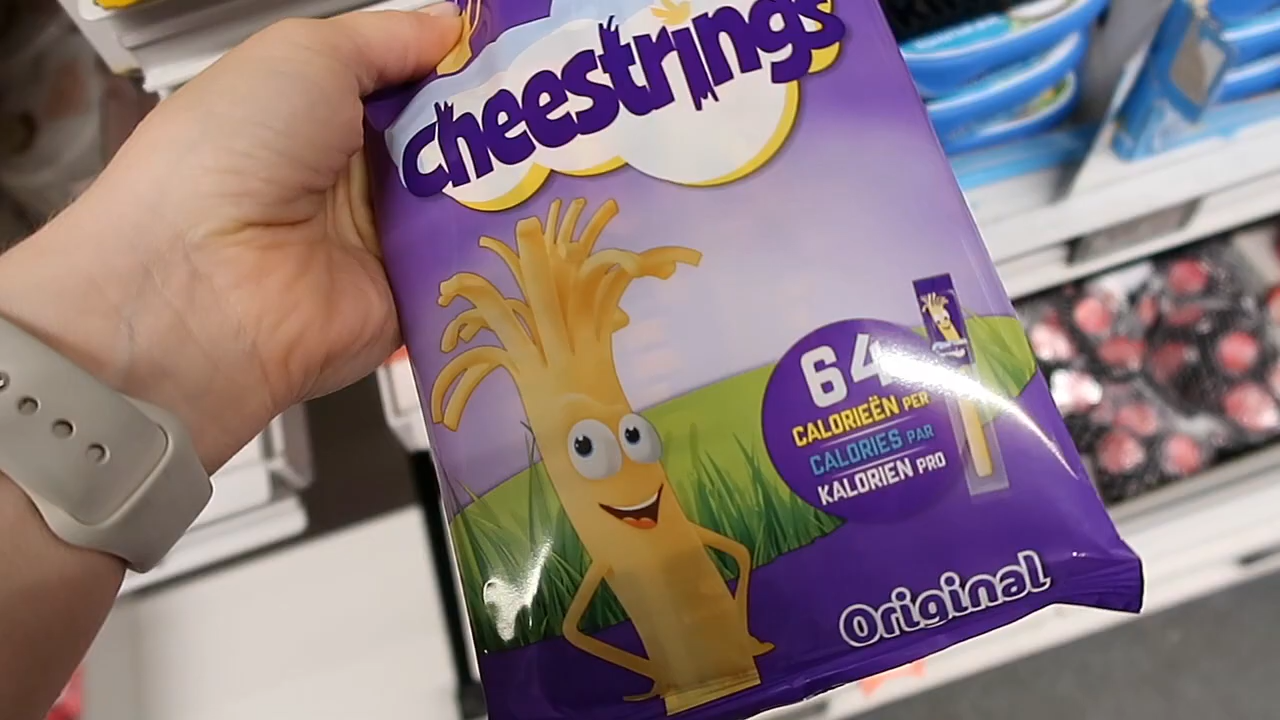 cheestrings
64
CALORIEËN PER
CALORIES PAR
KALORIEN PRO
Original